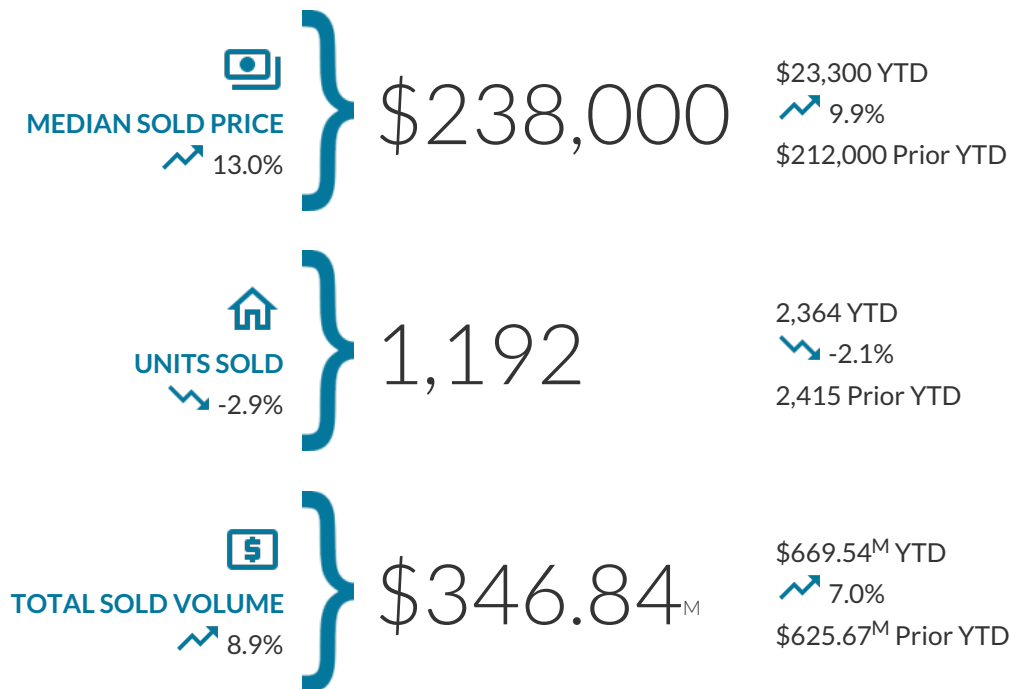 MEDIAN SOLD PRICE
13.0%
$238,000
$23,300 YTD
9.9%
$212,000 Prior YTD
UNITS SOLD
-2.9%
1,192
2,364 YTD
-2.1%
2,415 Prior YTD
$
TOTAL SOLD VOLUME
8.9%
$346.84M
$669.54M YTD
7.0%
$625.67M Prior YTD